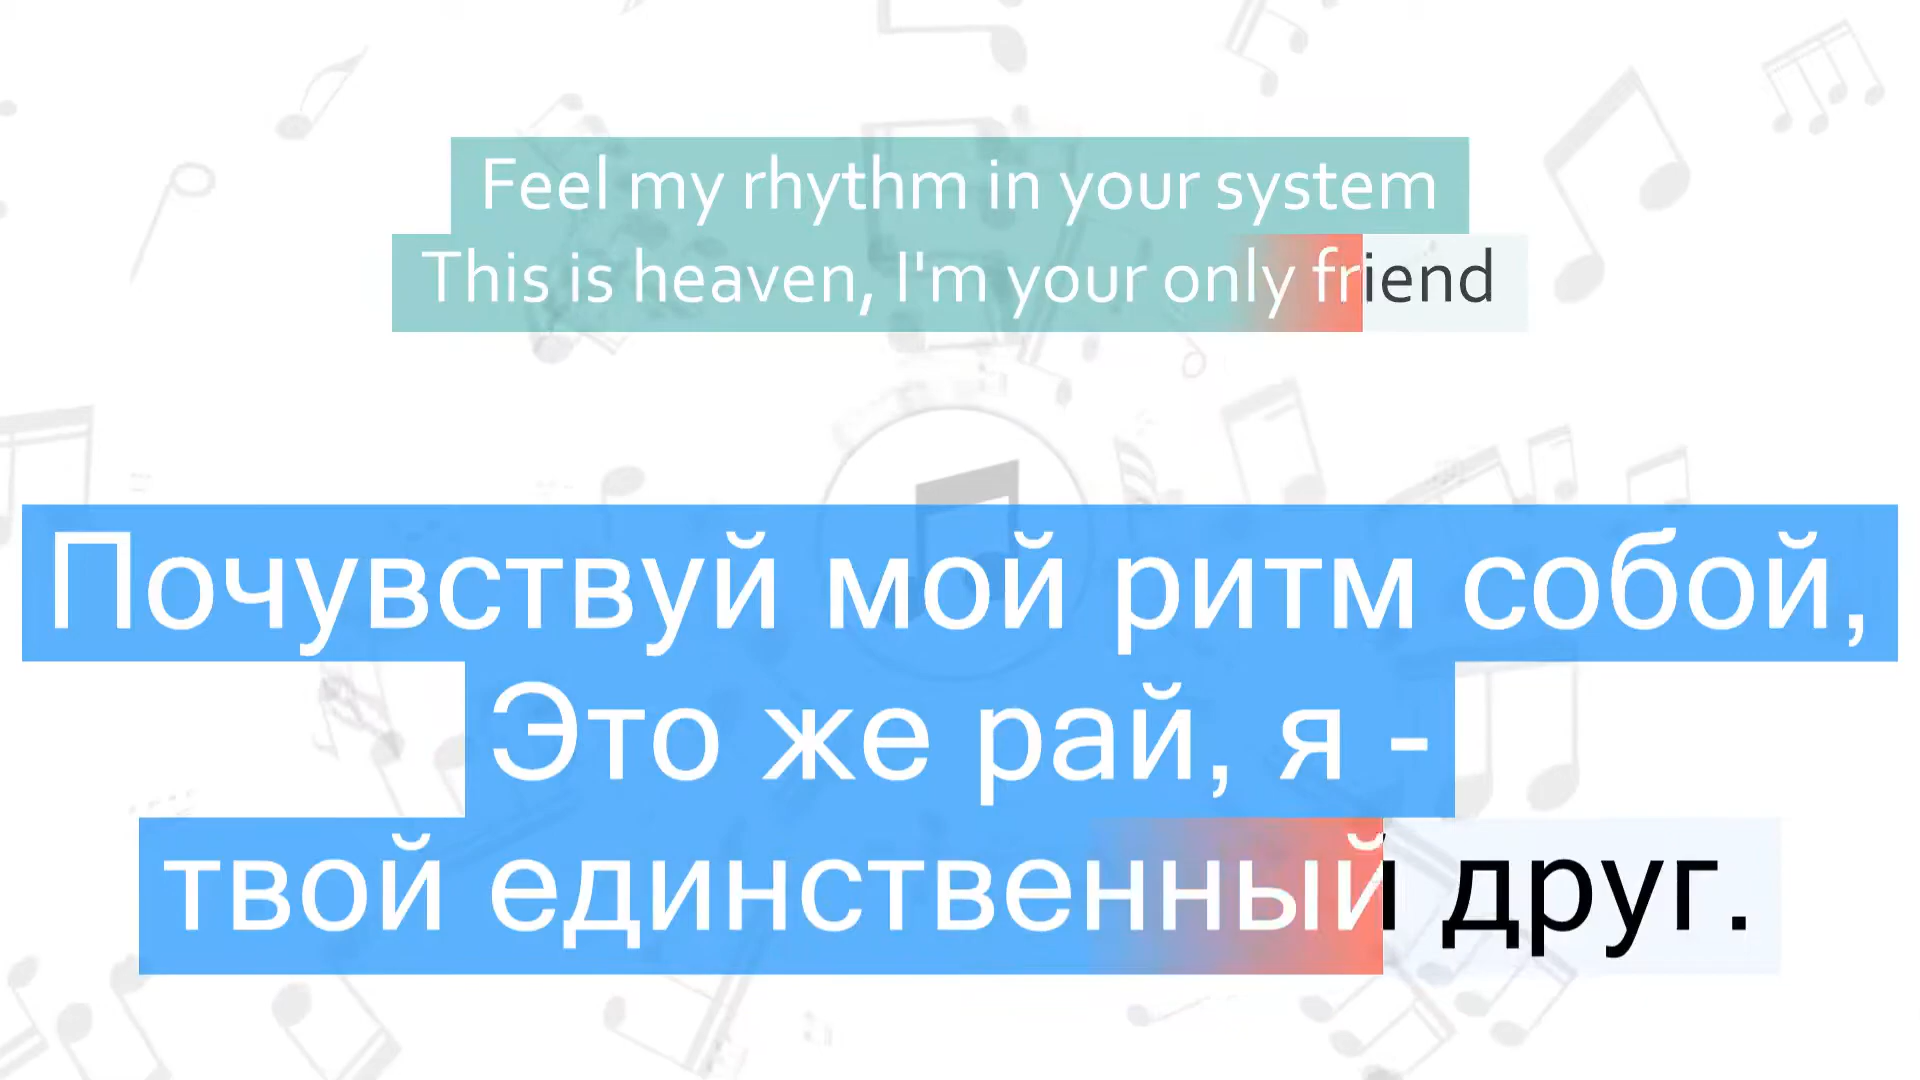 Feel my rhythm in your system
This is heaven, I'm your only friend
Почувствуй мой ритм собой,
Это же рай, я -
твой единственный друг.